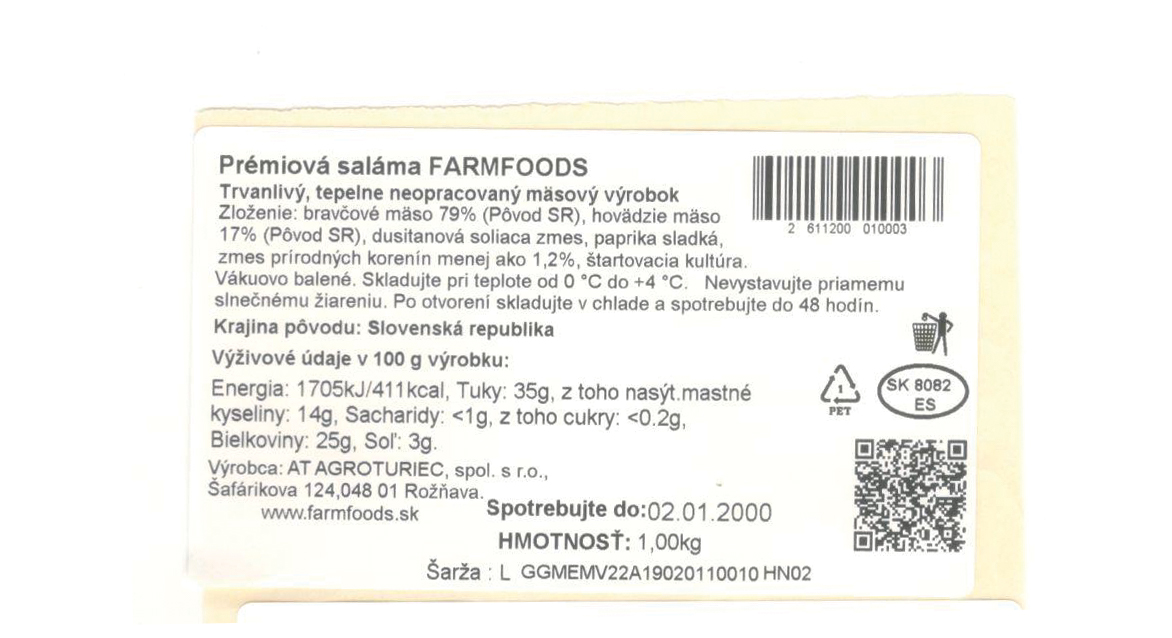 Prémiová saláma FARMFOODS
Trvanlivý, tepelne neopracovaný mäsový výrobok
Zloženie: bravčové mäso 79% (Pôvod SR), hovädzie mäso
17% (Pôvod SR), dusitanová soliaca zmes, paprika sladká,
zmes prírodných korenín menej ako 1,2%, štartovacia kultúra.
Vákuovo balené. Skladujte pri teplote od 0 °C do +4 °C. Nevystavujte priamemu
slnečnému žiareniu. Po otvorení skladujte v chlade a spotrebujte do 48 hodín.
Krajina pôvodu: Slovenská republika
Výživové údaje v 100 g výrobku:
Energia: 1705kJ/411kcal, Tuky: 35g, z toho nasýt.mastné
kyseliny: 14g, Sacharidy: <1g, z toho cukry: <0.2g,
Bielkoviny: 25g, Soľ: 3g.
Výrobca: AT AGROTURIEC, spol. s r.o.,
Šafárikova 124,048 01 Rožňava.
www.farmfoods.sk
Spotrebujte do:02.01.2000
HMOTNOSŤ: 1,00kg
Šarža : L GGMEMV22A19020110010 HN02
2 611200 010003
1
PET
SK 8082
ES